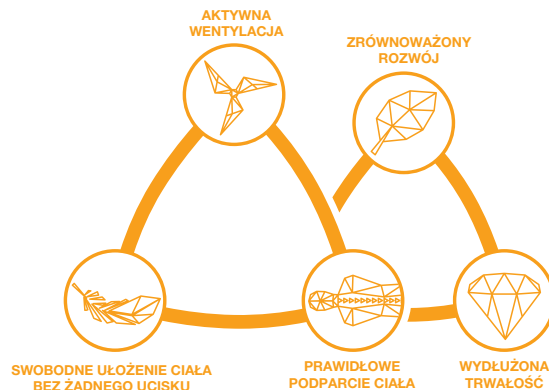 AKTYWNA
WENTYLACJA
ZRÓWNOWAŻONY
ROZWÓJ
SWOBODNE UŁOŻENIE CIAŁA
BEZ ŻADNEGO UCISKU
PRAWIDŁOWE
PODPARCIE CIAŁA
WYDŁUŻONA
TRWAŁOŚĆ